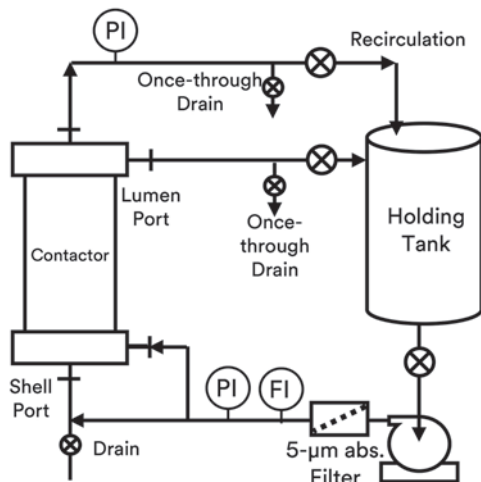 PI
Recirculation
Once-through
Drain
Lumen
Port
Once-
through
Drain
Holding
Tank
Contactor
Shell
Port
PI
FI
Drain
5-µm abs.
Filter